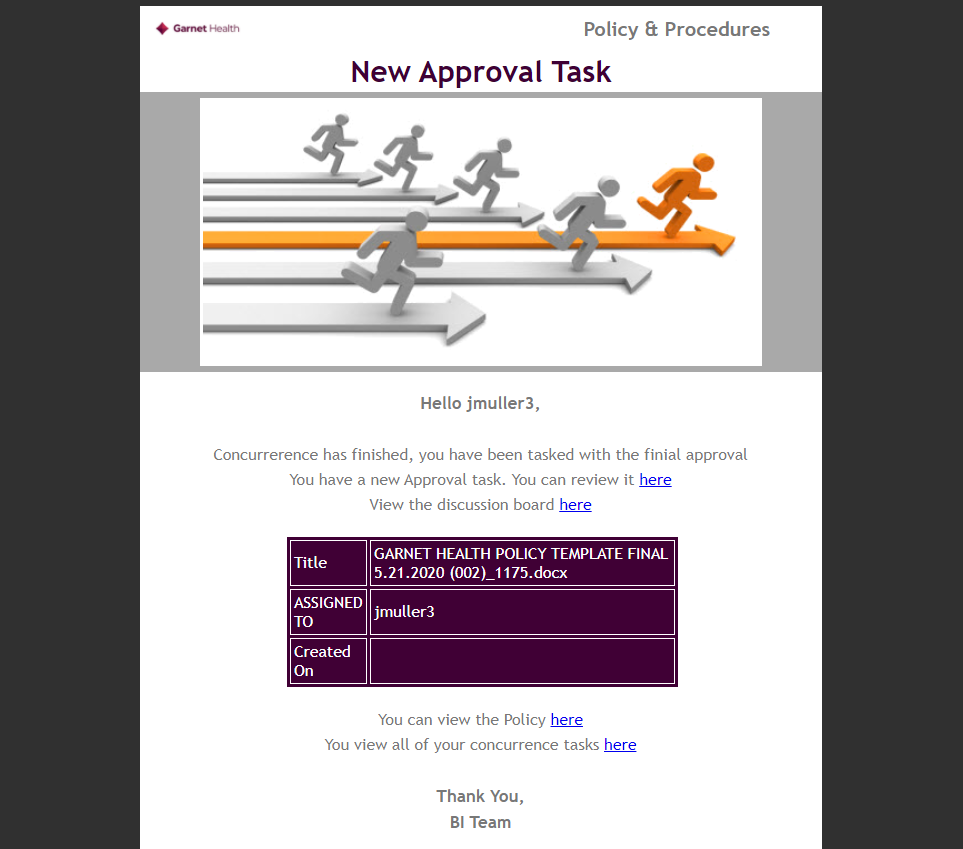 Garnet Health
Policy & Procedures
New Approval Task
Hello jmuller3,
Concurrerence has finished, you have been tasked with the finial approval
You have a new Approval task. You can review it here
View the discussion board here
Title
GARNET HEALTH POLICY TEMPLATE FINAL
5.21.2020 (002)_1175.docx
ASSIGNED
TO
jmuller3
Created
On
You can view the Policy here
You view all of your concurrence tasks here
Thank You,
BI Team